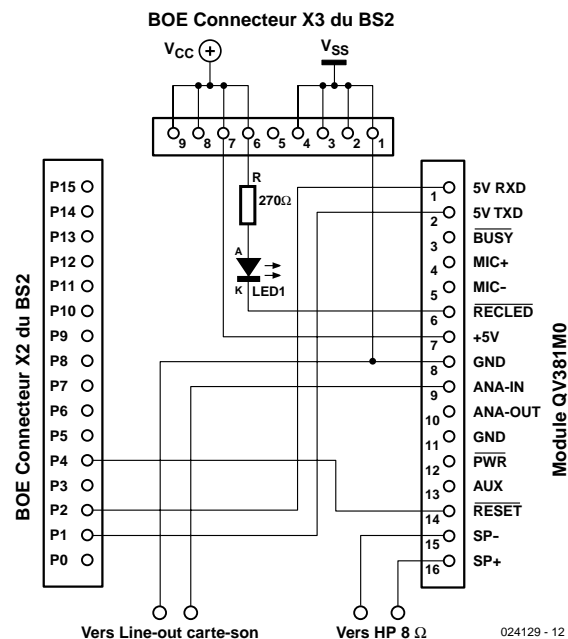 BOE Connecteur X3 du BS2
VCC
VSS
9 8 7 6 5 4 3 2 1
R
270Ω
A
K
LED1
BOE Connecteur X2 du BS2
P15
P14
P13
P12
P11
P10
P9
P8
P7
P6
P5
P4
P3
P2
P1
P0
1 5V RXD
2 5V TXD
3 BUSY
4 MIC+
5 MIC-
6 RECLED
7 +5V
8 GND
9 ANA-IN
10 ANA-OUT
11 GND
12 PWR
13 AUX
14 RESET
15 SP-
16 SP+
Module QV381M0
Vers Line-out carte-son
Vers HP 8 Ω
024129 - 12